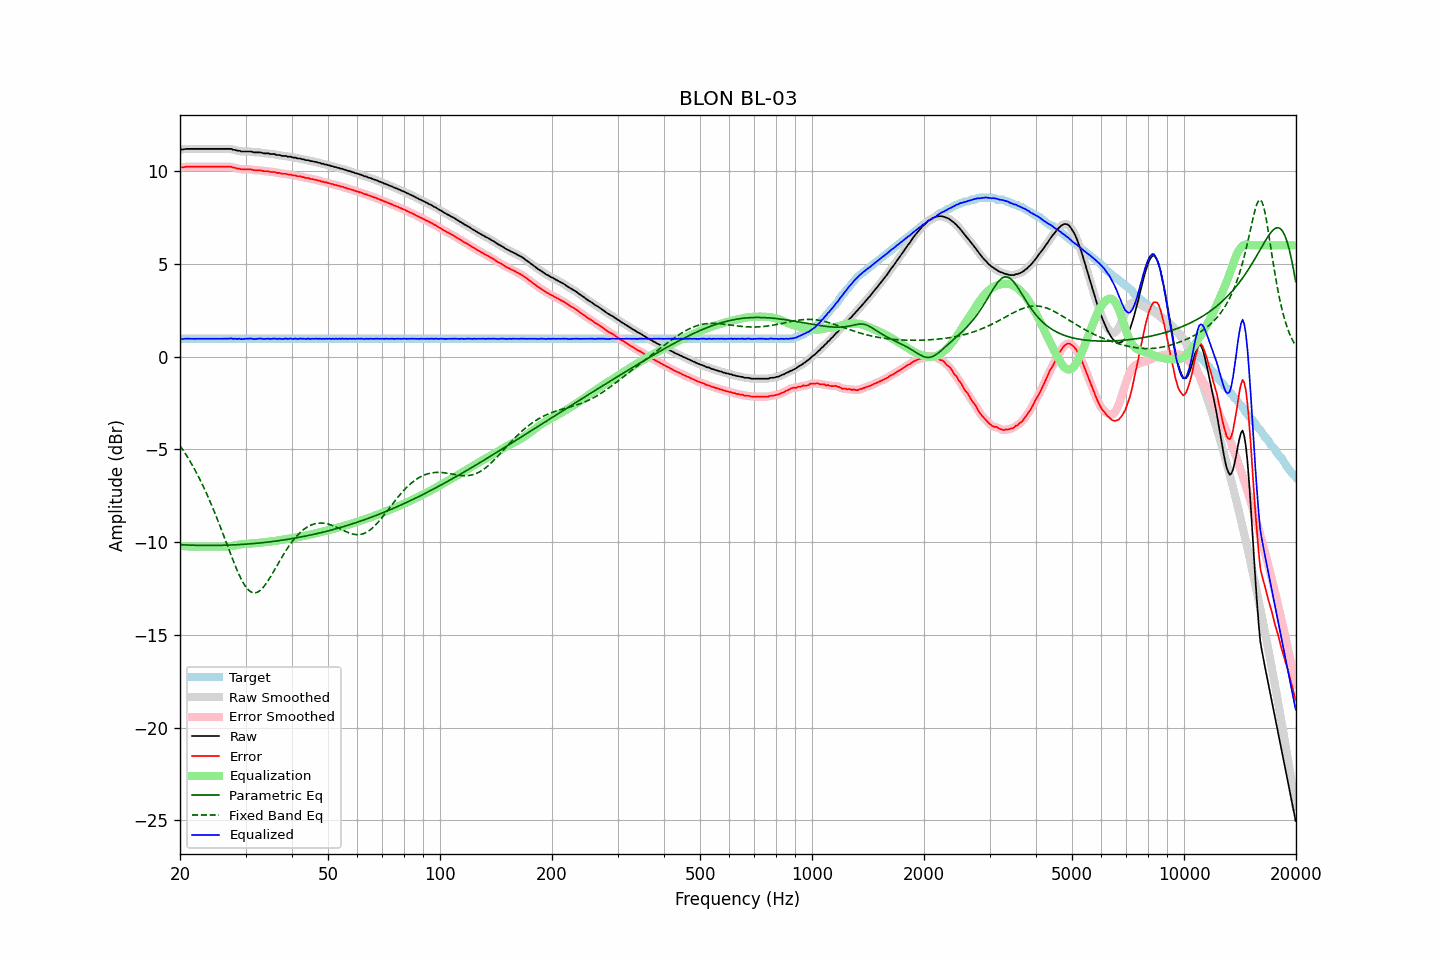 BLON BL-03
10
5
0
−5
−10
−15
−20
−25
Amplitude (dBr)
Target
Raw Smoothed
Error Smoothed
Raw
Error
Equalization
Parametric Eq
Fixed Band Eq
Equalized
20 50 100 200 500 1000 2000 5000 10000 20000
Frequency (Hz)